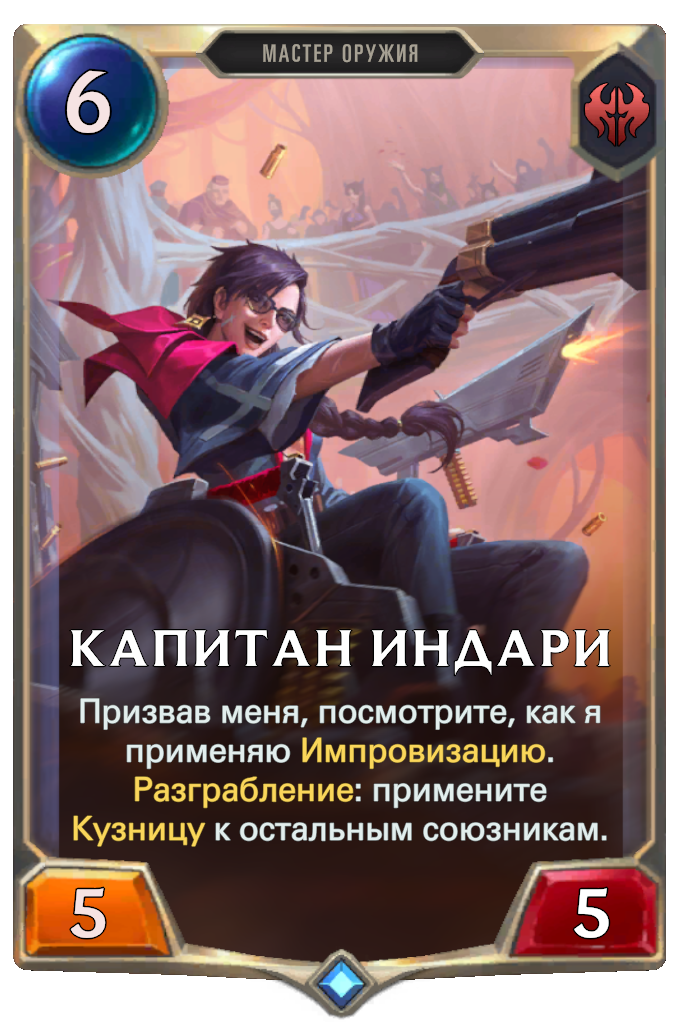 6
МАСТЕР ОРУЖИЯ
КАПИТАН ИНДАРИ
Призвав меня, посмотрите, как я
применяю Импровизацию.
Разграбление: примените
Кузницу к остальным союзникам.
5
5